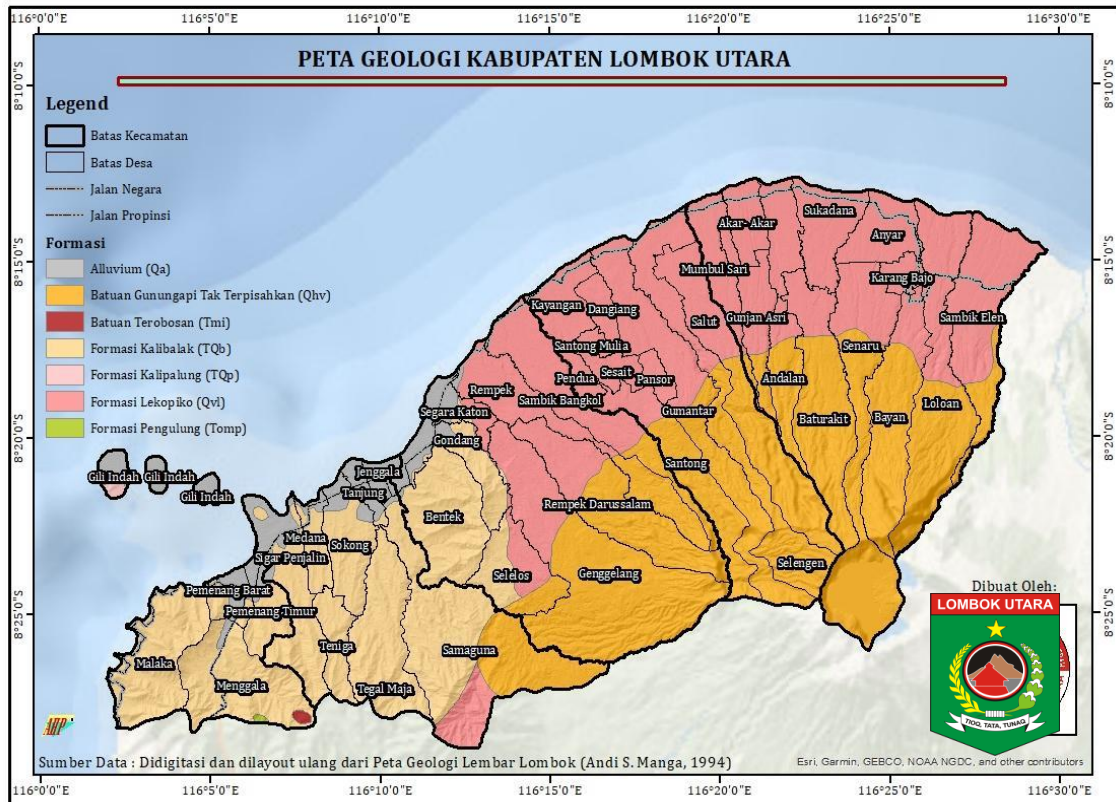 116°0'0"E 116°5'0"E 116°10'0"E 116°15'0"E 116°20'0"E 116°25'0"E 116°30'0"E
PETA GEOLOGI KABUPATEN LOMBOK UTARA
8°10'0"S 8°10'0"S
Legend
Batas Kecamatan
Batas Desa
Jalan Negara
Jalan Propinsi
Formasi
Alluvium (Qa)
Batuan Gunungapi Tak Terpisahkan (Qhv)
Batuan Terobosan (Tmi)
Formasi Kalibalak (TQb)
Formasi Kalipalung (TQp)
Formasi Lekopiko (Qvl)
Formasi Pengulung (Tomp)
8°15'0"S 8°15'0"S
Sukadana
Akar- Akar
Anyar
Mumbul Sari
Karang Bajo
Kayangan
Dangiang
Salut
Gunjan Asri
Sambik Elen
Santong Mulia
Senaru
Sesait
Pendua
Pansor
Andalan
Rempek
Sambik Bangkol
Loloan
Segara Katon
Gumantar
Baturakit
Bayan
8°20'0"S 8°20'0"S
Gondang
Santong
Jenggala
Gili Indah
Gili Indah
Gili Indah
Tanjung
Rempek Darussalam
Bentek
Medana
Sokong
Sigar Penjalin
Selengen
Selelos
Genggelang
Pemenang Barat
Pemenang Timur
8°25'0"S 8°25'0"S
Teniga
Samaguna
Malaka
Menggala
Tegal Maja
Dibuat Oleh:
LOMBOK UTARA
TIOQ, TATA, TUNAQ
Sumber Data : Didigitasi dan dilayout ulang dari Peta Geologi Lembar Lombok (Andi S. Manga, 1994)
Esri, Garmin, GEBCO, NOAA NGDC, and other contributors
116°0'0"E 116°5'0"E 116°10'0"E 116°15'0"E 116°20'0"E 116°25'0"E 116°30'0"E